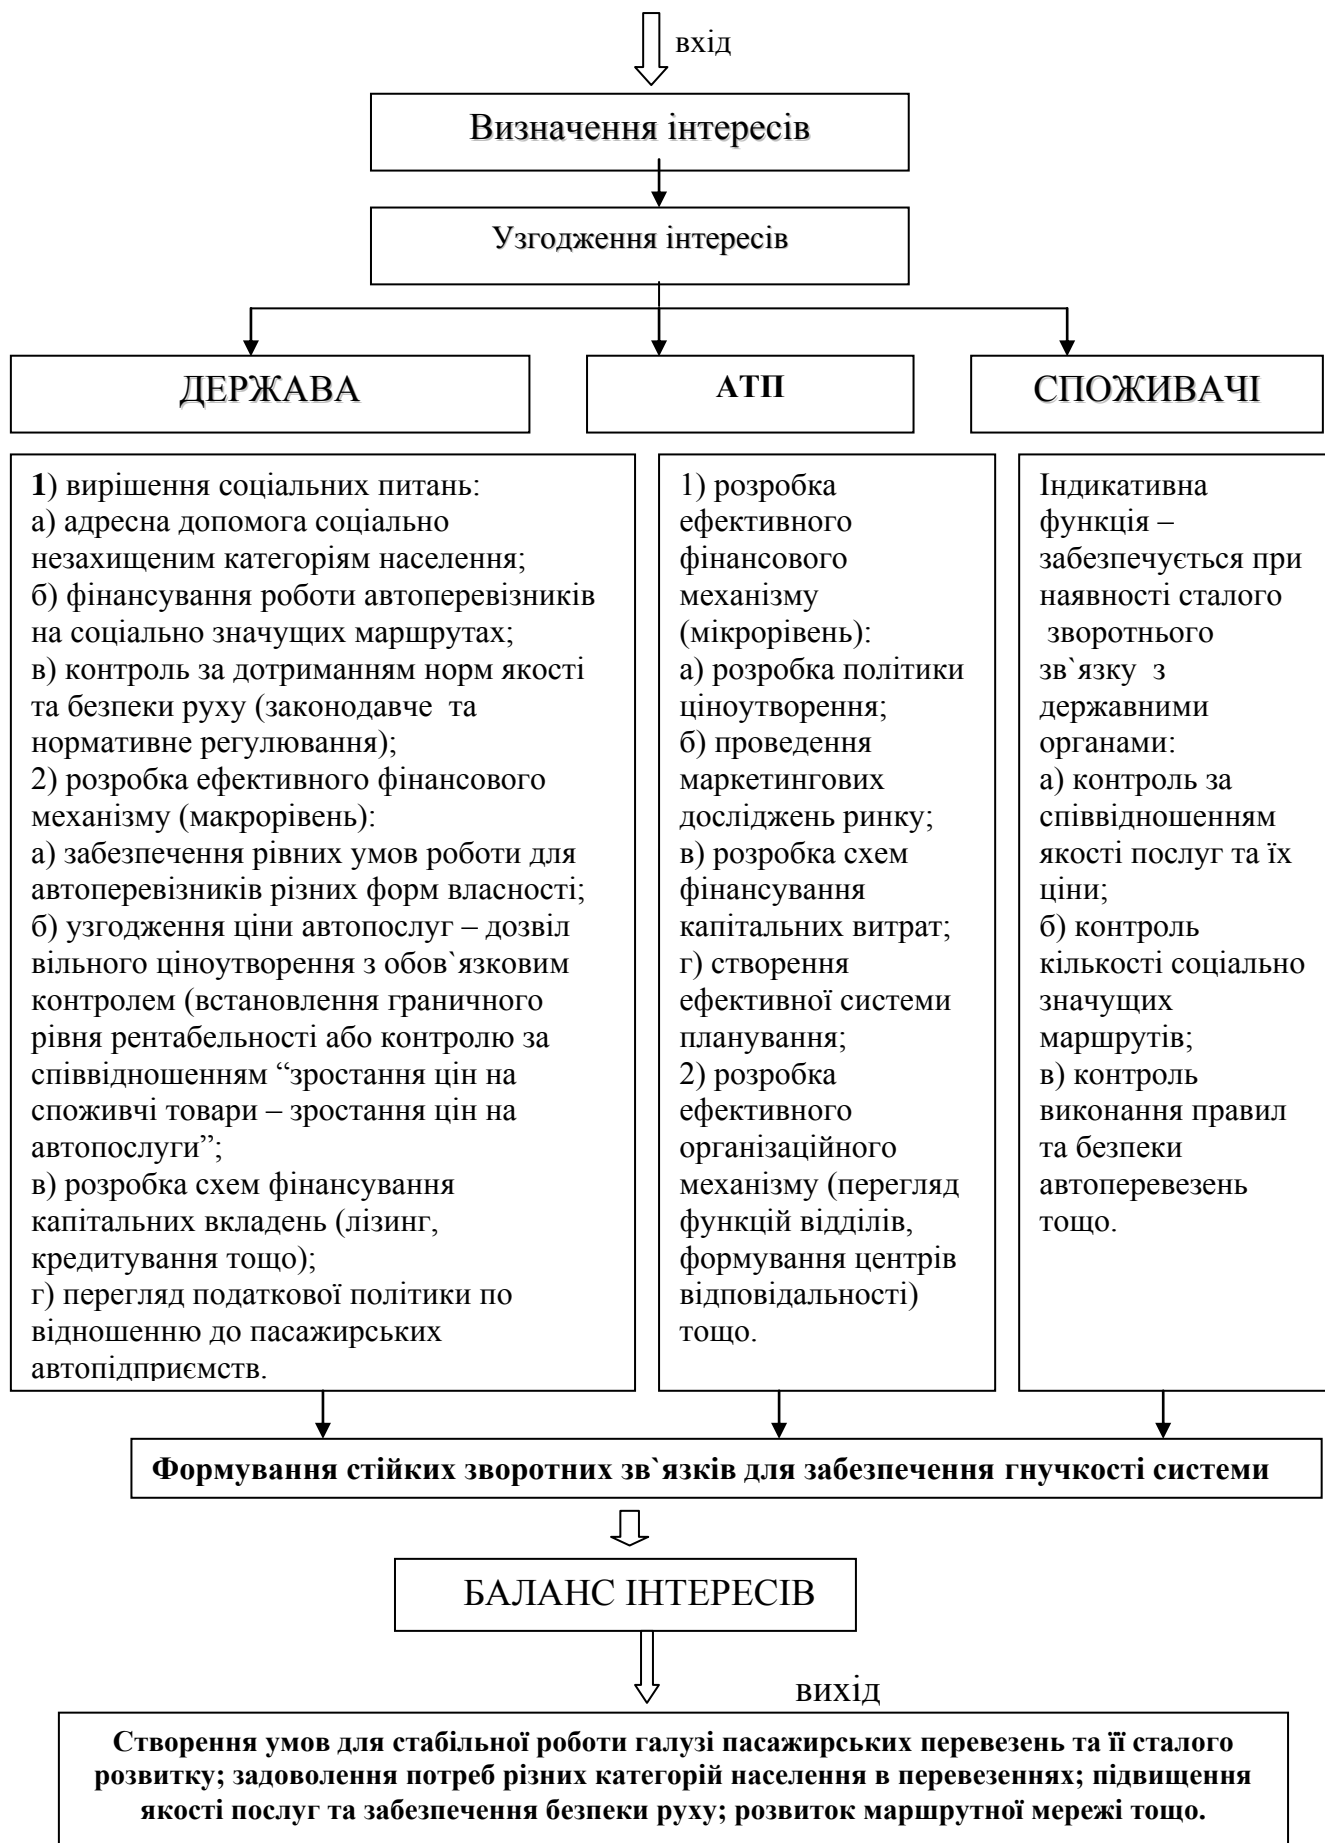 вхід
Визначення інтересів
Узгодження інтересів
ДЕРЖАВА
АТП
СПОЖИВАЧІ
1) вирішення соціальних питань:
а) адресна допомога соціально
незахищеним категоріям населення;
б) фінансування роботи автоперевізників
на соціально значущих маршрутах;
в) контроль за дотриманням норм якості
та безпеки руху (законодавче та
нормативне регулювання);
2) розробка ефективного фінансового
механізму (макрорівень):
а) забезпечення рівних умов роботи для
автоперевізників різних форм власності;
б) узгодження ціни автопослуг – дозвіл
вільного ціноутворення з обов`язковим
контролем (встановлення граничного
рівня рентабельності або контролю за
співвідношенням “зростання цін на
споживчі товари – зростання цін на
автопослуги”;
в) розробка схем фінансування
капітальних вкладень (лізинг,
кредитування тощо);
г) перегляд податкової політики по
відношенню до пасажирських
автопідприємств.
1) розробка
ефективного
фінансового
механізму
(мікрорівень):
а) розробка політики
ціноутворення;
б) проведення
маркетингових
досліджень ринку;
в) розробка схем
фінансування
капітальних витрат;
г) створення
ефективної системи
планування;
2) розробка
ефективного
організаційного
механізму (перегляд
функцій відділів,
формування центрів
відповідальності)
тощо.
Індикативна
функція –
забезпечується при
наявності сталого
зворотнього
зв`язку з
державними
органами:
а) контроль за
співвідношенням
якості послуг та їх
ціни;
б) контроль
кількості соціально
значущих
маршрутів;
в) контроль
виконання правил
та безпеки
автоперевезень
тощо.
Формування стійких зворотних зв`язків для забезпечення гнучкості системи
БАЛАНС ІНТЕРЕСІВ
вихід
Створення умов для стабільної роботи галузі пасажирських перевезень та її сталого
розвитку; задоволення потреб різних категорій населення в перевезеннях; підвищення
якості послуг та забезпечення безпеки руху; розвиток маршрутної мережі тощо.